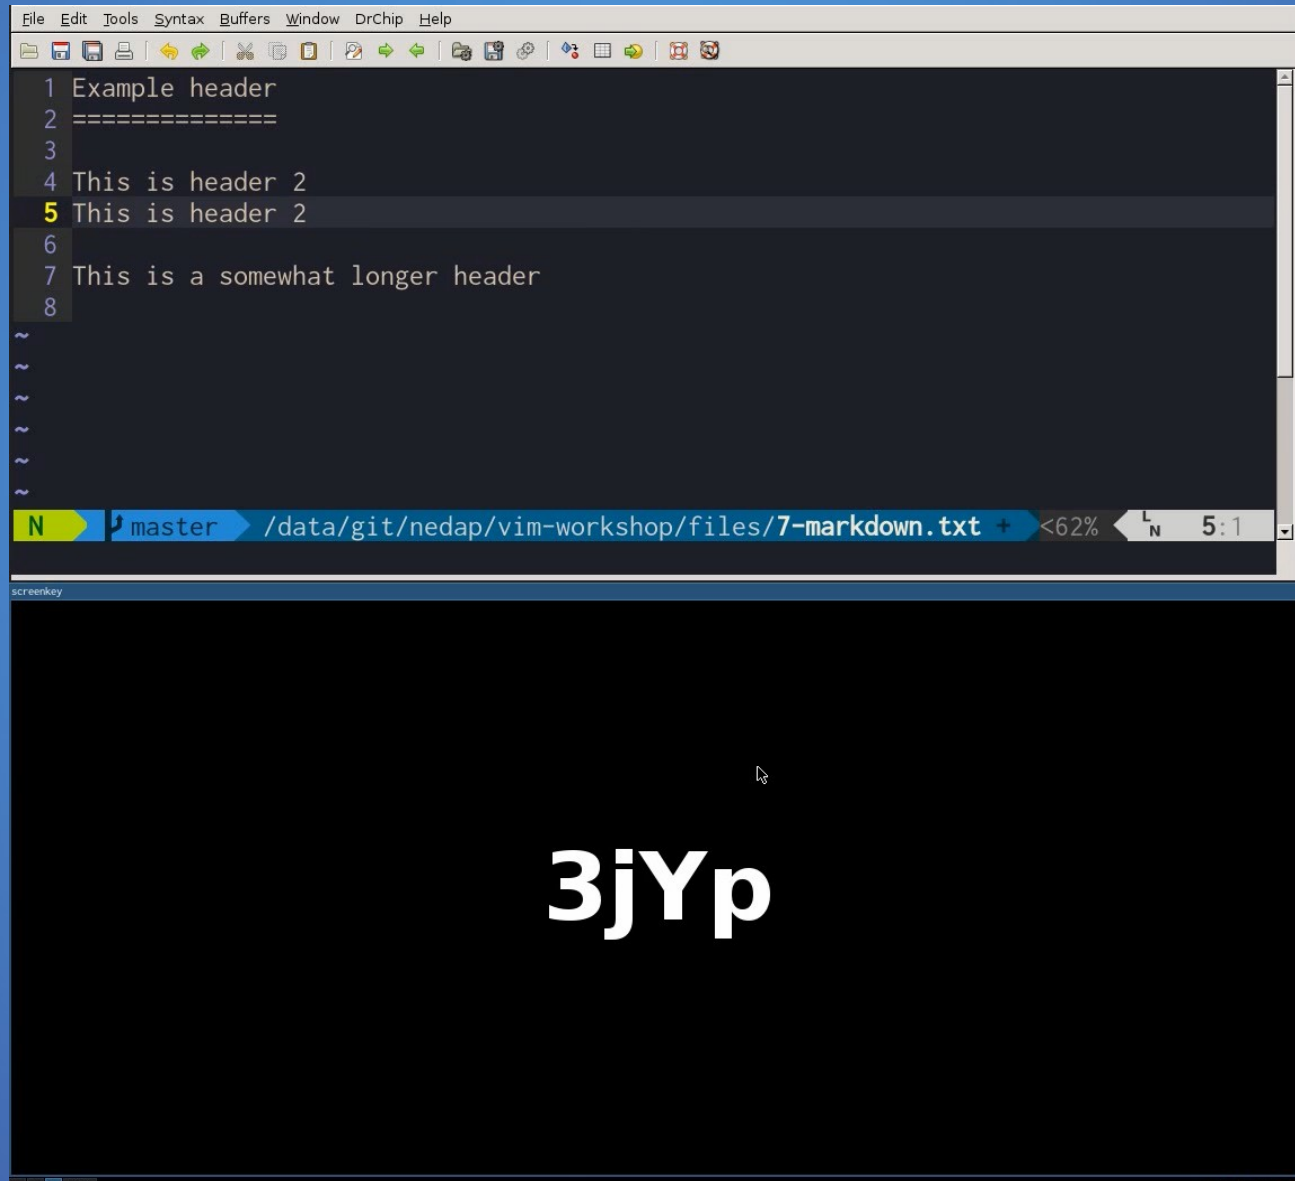 File Edit Tools Syntax Buffers Window DrChip Help
1 Example header
2 ==============
3
4 This is header 2
5 This is header 2
6
7 This is a somewhat longer header
8
~
~
~
~
~
~
N master /data/git/nedap/vim-workshop/files/7-markdown.txt + <62% LN 5:1
screenkey
3jYp